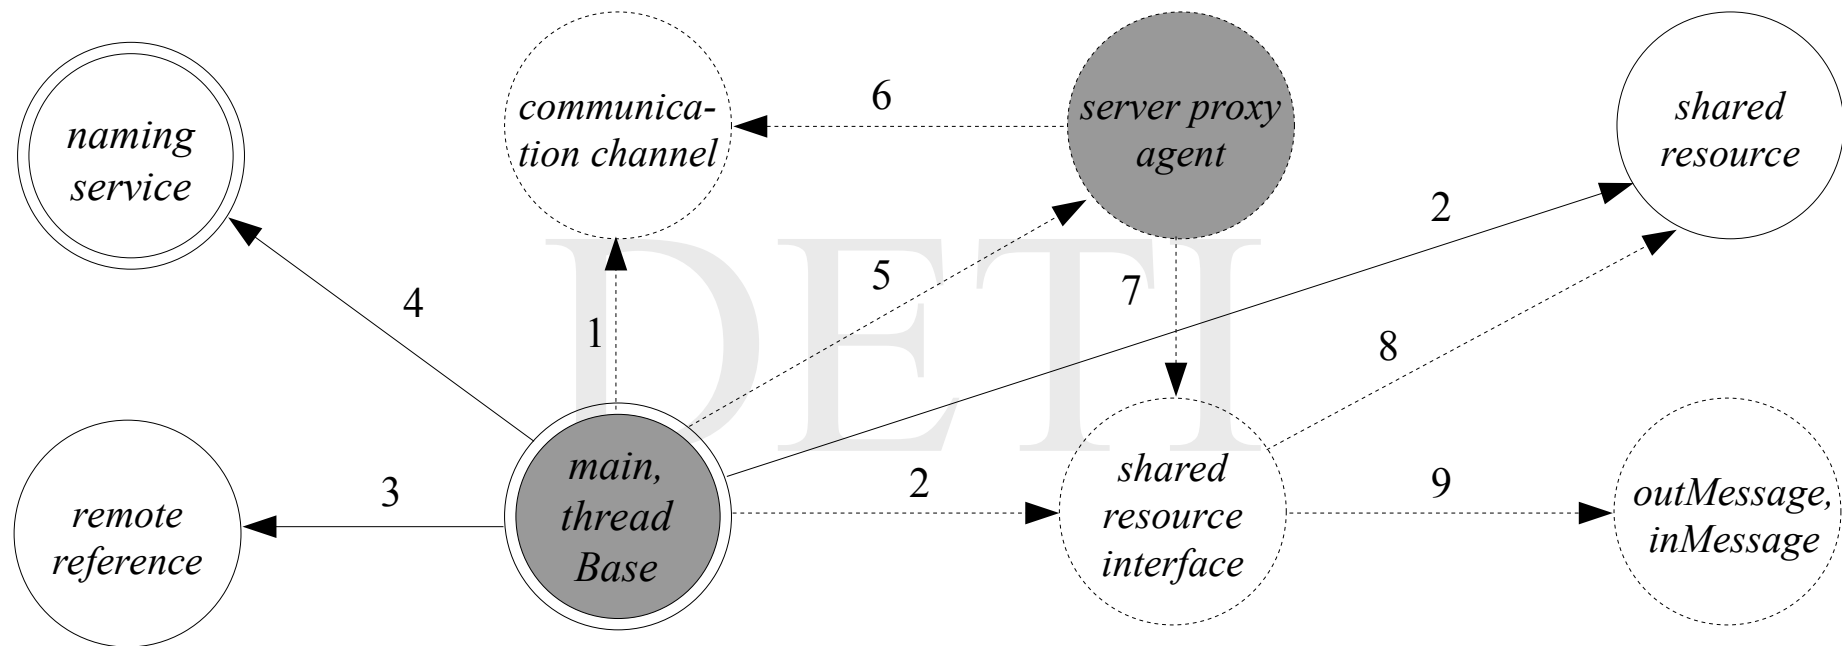 naming
service
communica-
tion channel
6
server proxy
agent
shared
resource
2
5
7
4
1
8
DETI
remote
reference
3
main,
thread
Base
2
shared
resource
interface
9
outMessage,
inMessage